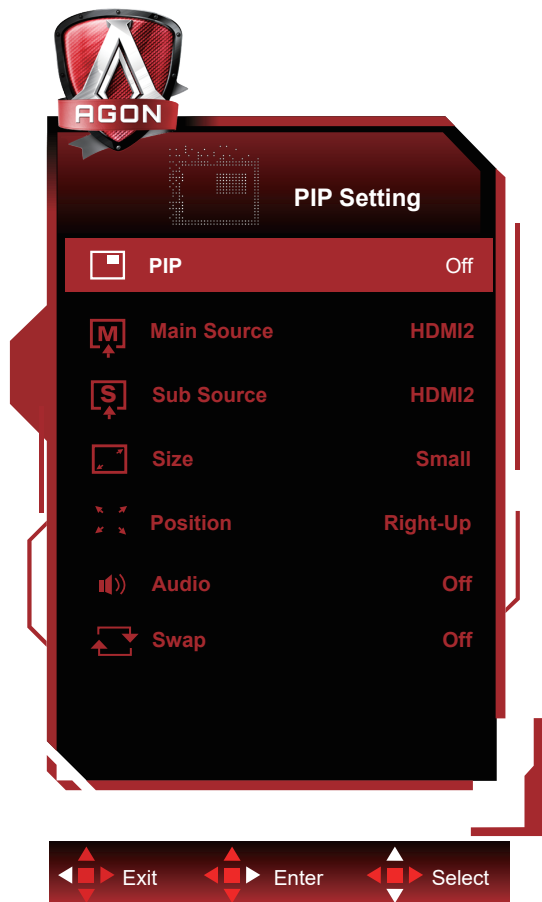 AGON
PIP Setting
PIP Off
M Main Source HDMI2
S Sub Source HDMI2
Size Small
Position Right-Up
Audio Off
Swap Off
Exit Enter Select